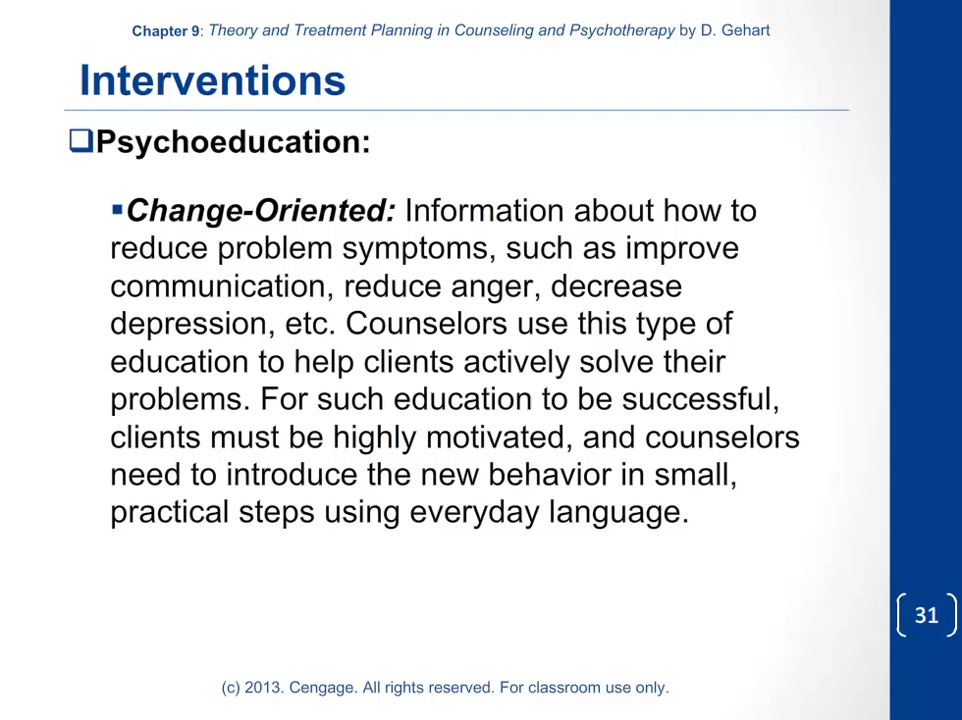 Chapter 9: Theory and Treatment Planning in Counseling and Psychotherapy by D. Gehart
Interventions
Psychoeducation:
Change-Oriented: Information about how to
reduce problem symptoms, such as improve
communication, reduce anger, decrease
depression, etc. Counselors use this type of
education to help clients actively solve their
problems. For such education to be successful,
clients must be highly motivated, and counselors
need to introduce the new behavior in small,
practical steps using everyday language.
31
(c) 2013. Cengage. All rights reserved. For classroom use only.